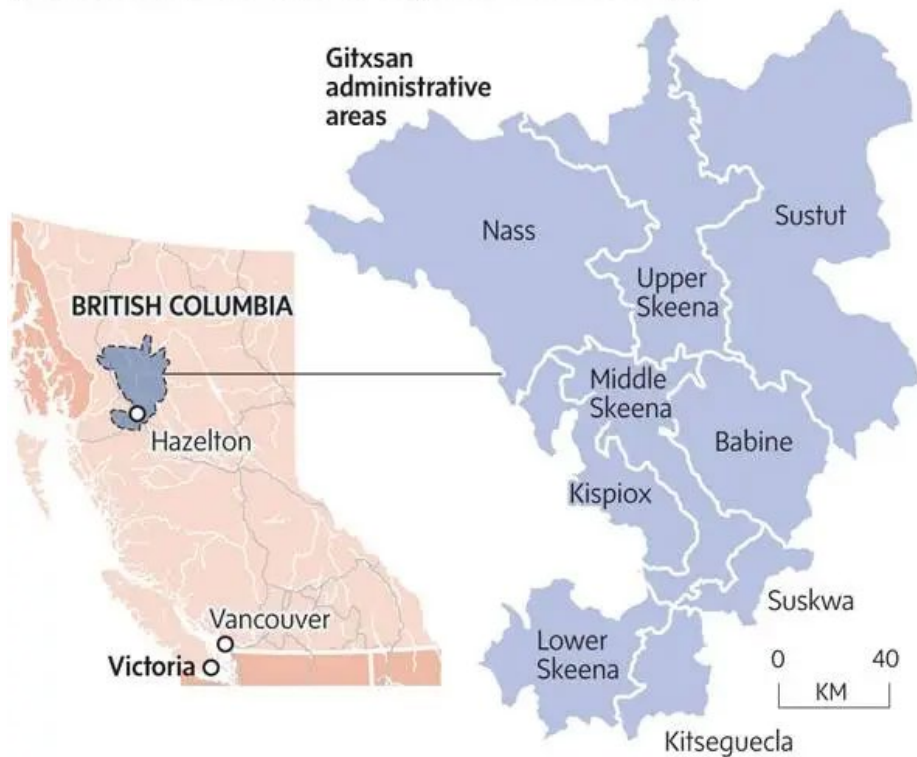 Gitxsan
administrative
areas
Nass
Sustut
Upper
Skeena
BRITISH COLUMBIA
Middle
Skeena
Hazelton
Babine
Kispiox
Suskwa
Vancouver
Lower
Skeena
Victoria
0 40
KM
Kitseguecla